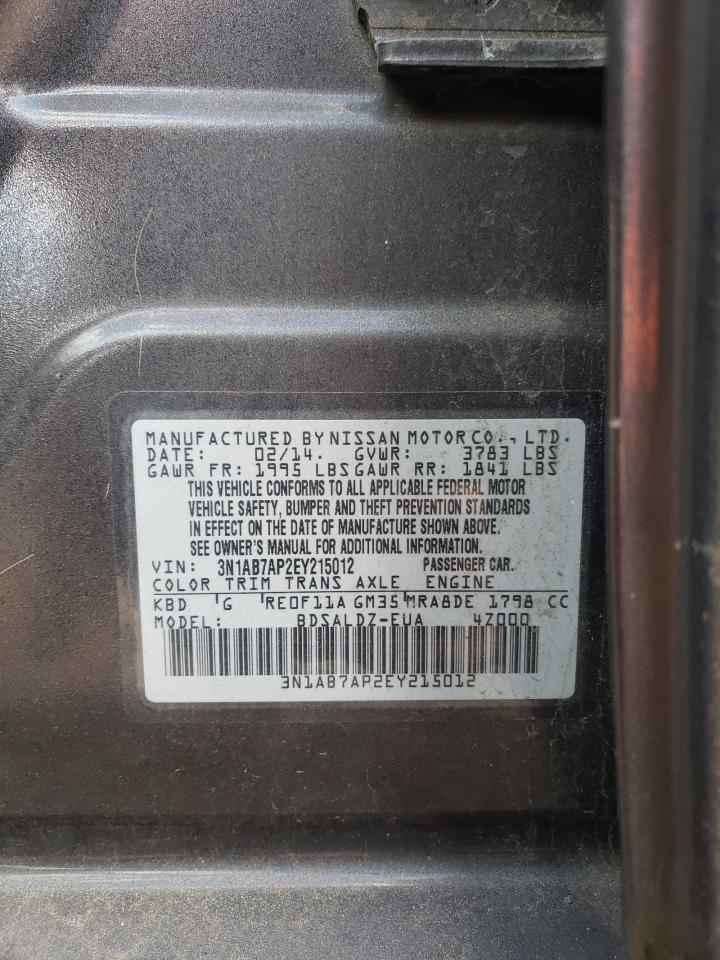 MANUFACTURED BY NISSAN MOTOR CO., LTD.
DATE: 02/14. GVWR: 3783 LBS
GAWR FR: 1995 LBS GAWR RR: 1841 LBS
THIS VEHICLE CONFORMS TO ALL APPLICABLE FEDERAL MOTOR
VEHICLE SAFETY, BUMPER AND THEFT PREVENTION STANDARDS
IN EFFECT ON THE DATE OF MANUFACTURE SHOWN ABOVE.
SEE OWNER'S MANUAL FOR ADDITIONAL INFORMATION.
VIN: 3N1AB7AP2EY215012 PASSENGER CAR.
COLOR TRIM TRANS AXLE ENGINE
KBD G RE0F11A GM35 MRA8DE 1798 CC
MODEL: BDSALDZ-EUA 4Z000
3N1AB7AP2EY215012